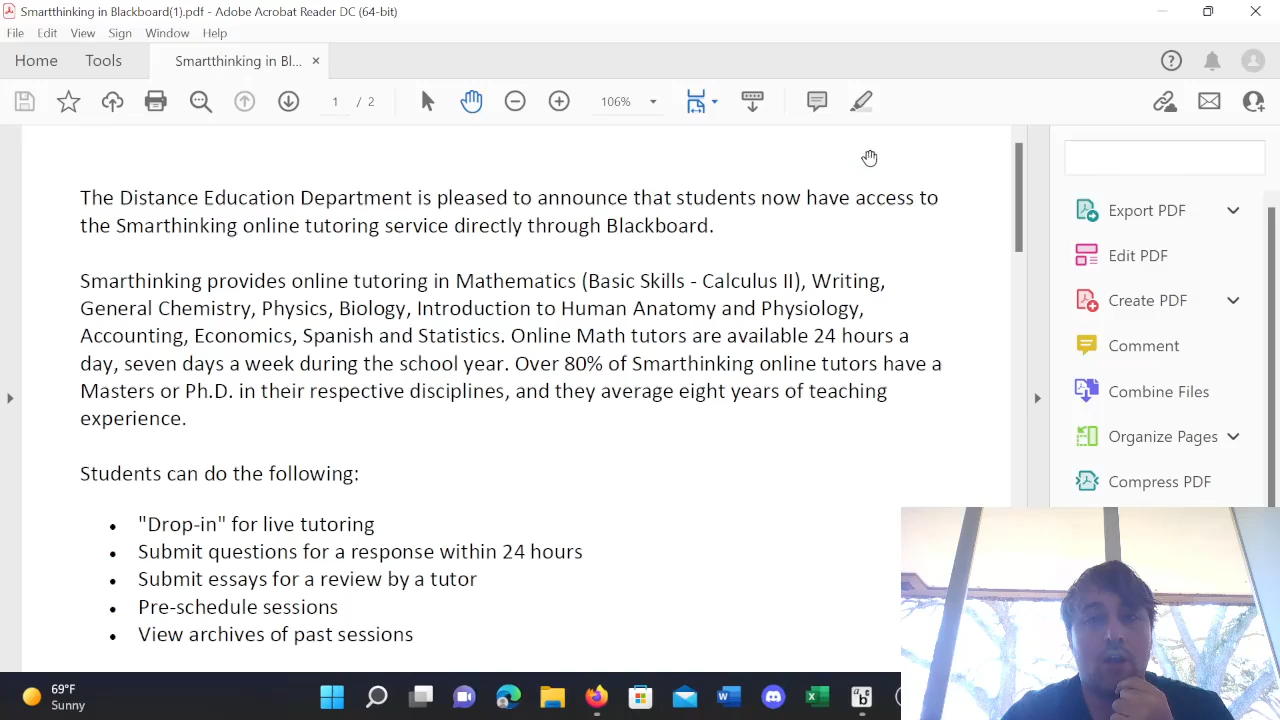 Smartthinking in Blackboard(1).pdf - Adobe Acrobat Reader DC (64-bit)
File Edit View Sign Window Help
Home Tools Smartthinking in Bl... ×
1 / 2 106%
The Distance Education Department is pleased to announce that students now have access to
the Smarthinking online tutoring service directly through Blackboard.
Smarthinking provides online tutoring in Mathematics (Basic Skills - Calculus II), Writing,
General Chemistry, Physics, Biology, Introduction to Human Anatomy and Physiology,
Accounting, Economics, Spanish and Statistics. Online Math tutors are available 24 hours a
day, seven days a week during the school year. Over 80% of Smarthinking online tutors have a
Masters or Ph.D. in their respective disciplines, and they average eight years of teaching
experience.
Students can do the following:
• "Drop-in" for live tutoring
• Submit questions for a response within 24 hours
• Submit essays for a review by a tutor
• Pre-schedule sessions
• View archives of past sessions
Export PDF
Edit PDF
Create PDF
Comment
Combine Files
Organize Pages
Compress PDF
69°F
Sunny